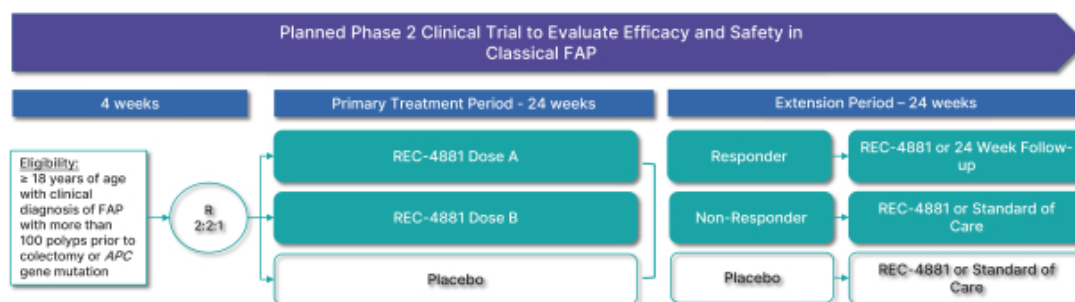 Planned Phase 2 Clinical Trial to Evaluate Efficacy and Safety in
Classical FAP
4 weeks
Primary Treatment Period - 24 weeks
Extension Period – 24 weeks
Eligibility:
≥ 18 years of age
with clinical
diagnosis of FAP
with more than
100 polyps prior to
colectomy or APC
gene mutation
R
2:2:1
REC-4881 Dose A
REC-4881 Dose B
Placebo
Responder
REC-4881 or 24 Week Follow-
up
Non-Responder
REC-4881 or Standard of
Care
Placebo
REC-4881 or Standard of
Care